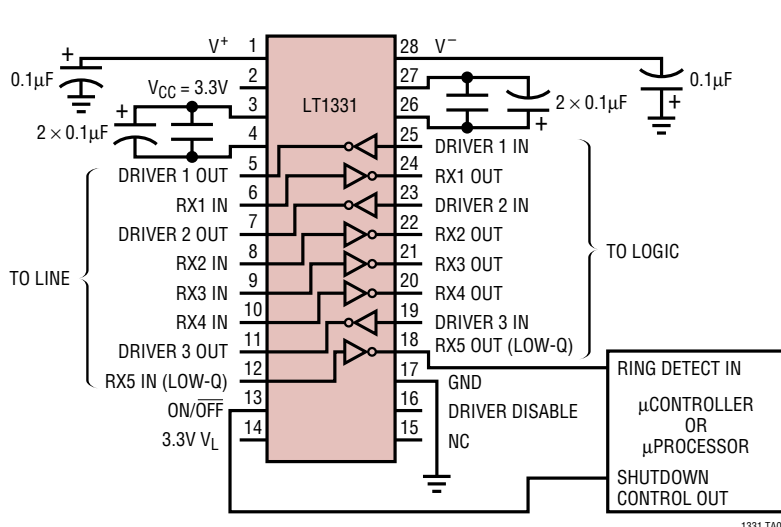 V+ 1
28 V−
0.1µF
+
2
27
0.1µF
+
VCC = 3.3V
LT1331
3
26
2 × 0.1µF
+
2 × 0.1µF
+
4
25 DRIVER 1 IN
DRIVER 1 OUT 5
24 RX1 OUT
RX1 IN 6
23 DRIVER 2 IN
DRIVER 2 OUT 7
22 RX2 OUT
RX2 IN 8
21 RX3 OUT
TO LINE
TO LOGIC
RX3 IN 9
20 RX4 OUT
RX4 IN 10
19 DRIVER 3 IN
DRIVER 3 OUT 11
18 RX5 OUT (LOW-Q)
RX5 IN (LOW-Q) 12
17 GND
ON/OFF 13
16 DRIVER DISABLE
3.3V VL 14
15 NC
RING DETECT IN
µCONTROLLER
OR
µPROCESSOR
SHUTDOWN
CONTROL OUT